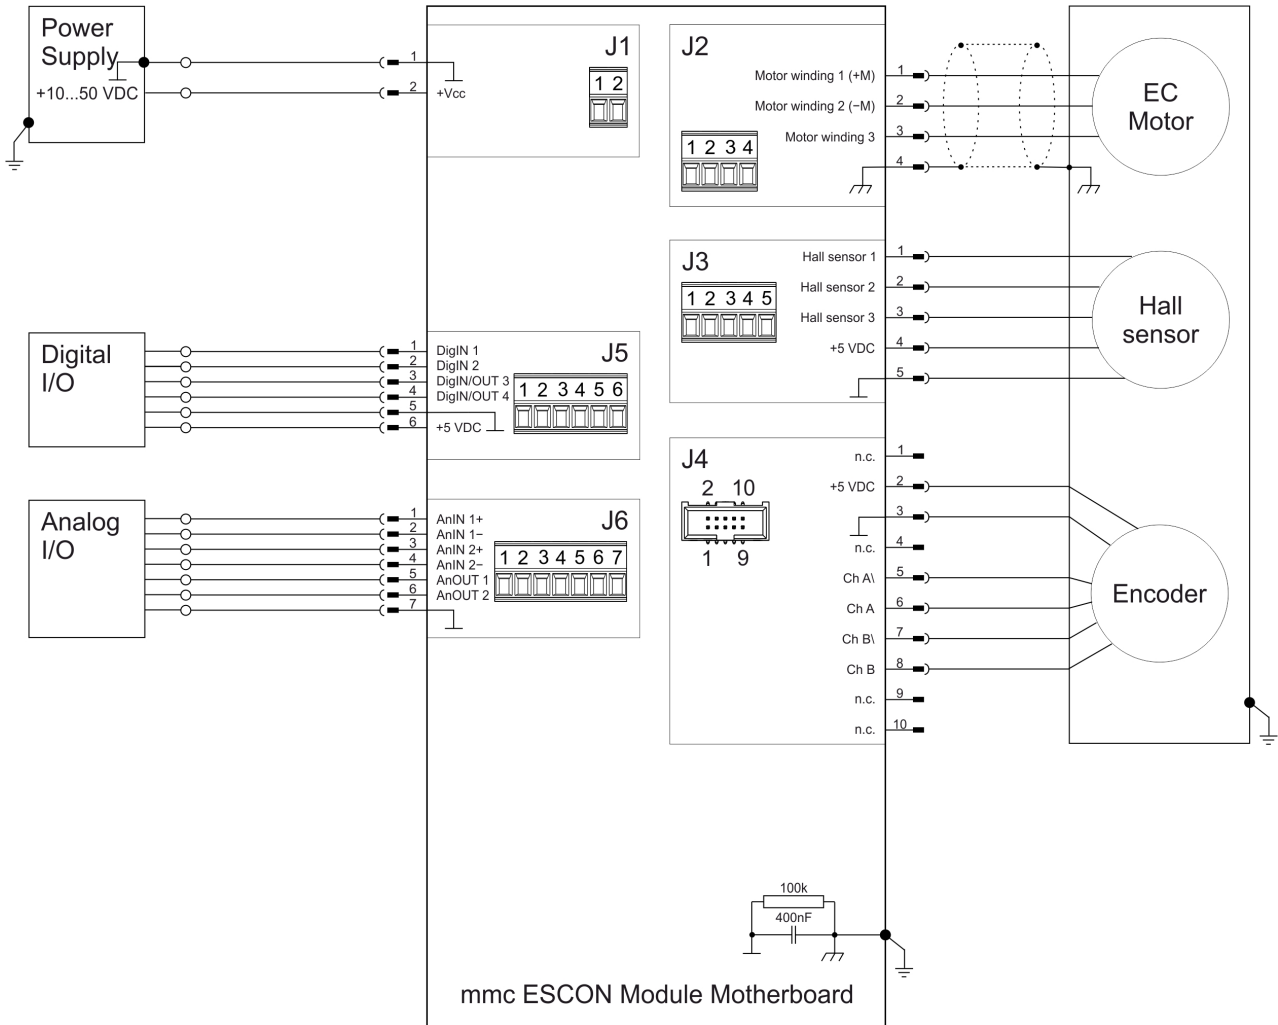 Power
Supply
+10...50 VDC
1
2
+Vcc
J1
1 2
J2
Motor winding 1 (+M)
Motor winding 2 (−M)
Motor winding 3
1
2
3
4
1 2 3 4
EC
Motor
J3
Hall sensor 1
Hall sensor 2
Hall sensor 3
+5 VDC
1
2
3
4
5
1 2 3 4 5
Hall
sensor
Digital
I/O
1
2
3
4
5
6
DigIN 1
DigIN 2
DigIN/OUT 3
DigIN/OUT 4
+5 VDC
J5
1 2 3 4 5 6
J4
2 10
1 9
n.c.
+5 VDC
n.c.
Ch A\
Ch A
Ch B\
Ch B
n.c.
n.c.
1
2
3
4
5
6
7
8
9
10
Encoder
Analog
I/O
1
2
3
4
5
6
7
AnIN 1+
AnIN 1−
AnIN 2+
AnIN 2−
AnOUT 1
AnOUT 2
J6
1 2 3 4 5 6 7
100k
400nF
mmc ESCON Module Motherboard